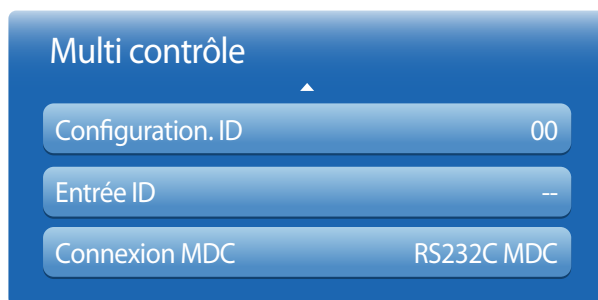 Multi contrôle
Configuration. ID 00
Entrée ID --
Connexion MDC RS232C MDC